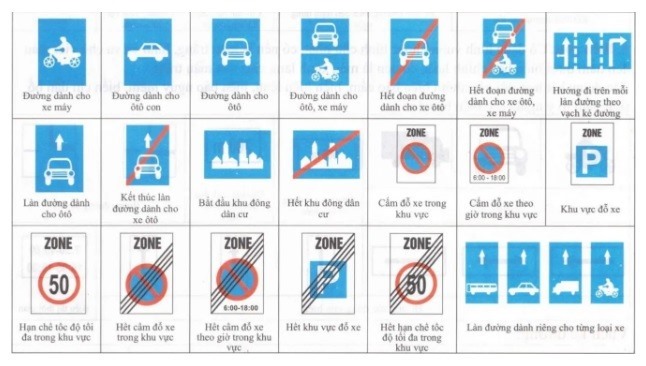 Đường dành cho
xe máy
Đường dành cho
ôtô con
Đường dành cho
ôtô
Đường dành cho
ôtô, xe máy
Hết đoạn đường
dành cho xe ôtô
Hết đoạn đường
dành cho xe ôtô,
xe máy
Hướng đi trên mỗi
làn đường theo
vạch kẻ đường
Làn đường dành
cho ôtô
Kết thúc làn
đường dành cho
xe ôtô
Bắt đầu khu đông
dân cư
Hết khu đông dân
cư
ZONE
Cấm đỗ xe trong
khu vực
ZONE
6:00 - 18:00
Cấm đỗ xe theo
giờ trong khu vực
ZONE
P
Khu vực đỗ xe
ZONE
50
Hạn chế tốc độ tối
đa trong khu vực
ZONE
Hết cấm đỗ xe
trong khu vực
ZONE
6:00-18:00
Hết cấm đỗ xe
theo giờ trong khu
vực
ZONE
P
Hết khu vực đỗ xe
ZONE
50
Hết hạn chế tốc
độ tối đa trong
khu vực
Làn đường dành riêng cho từng loại xe